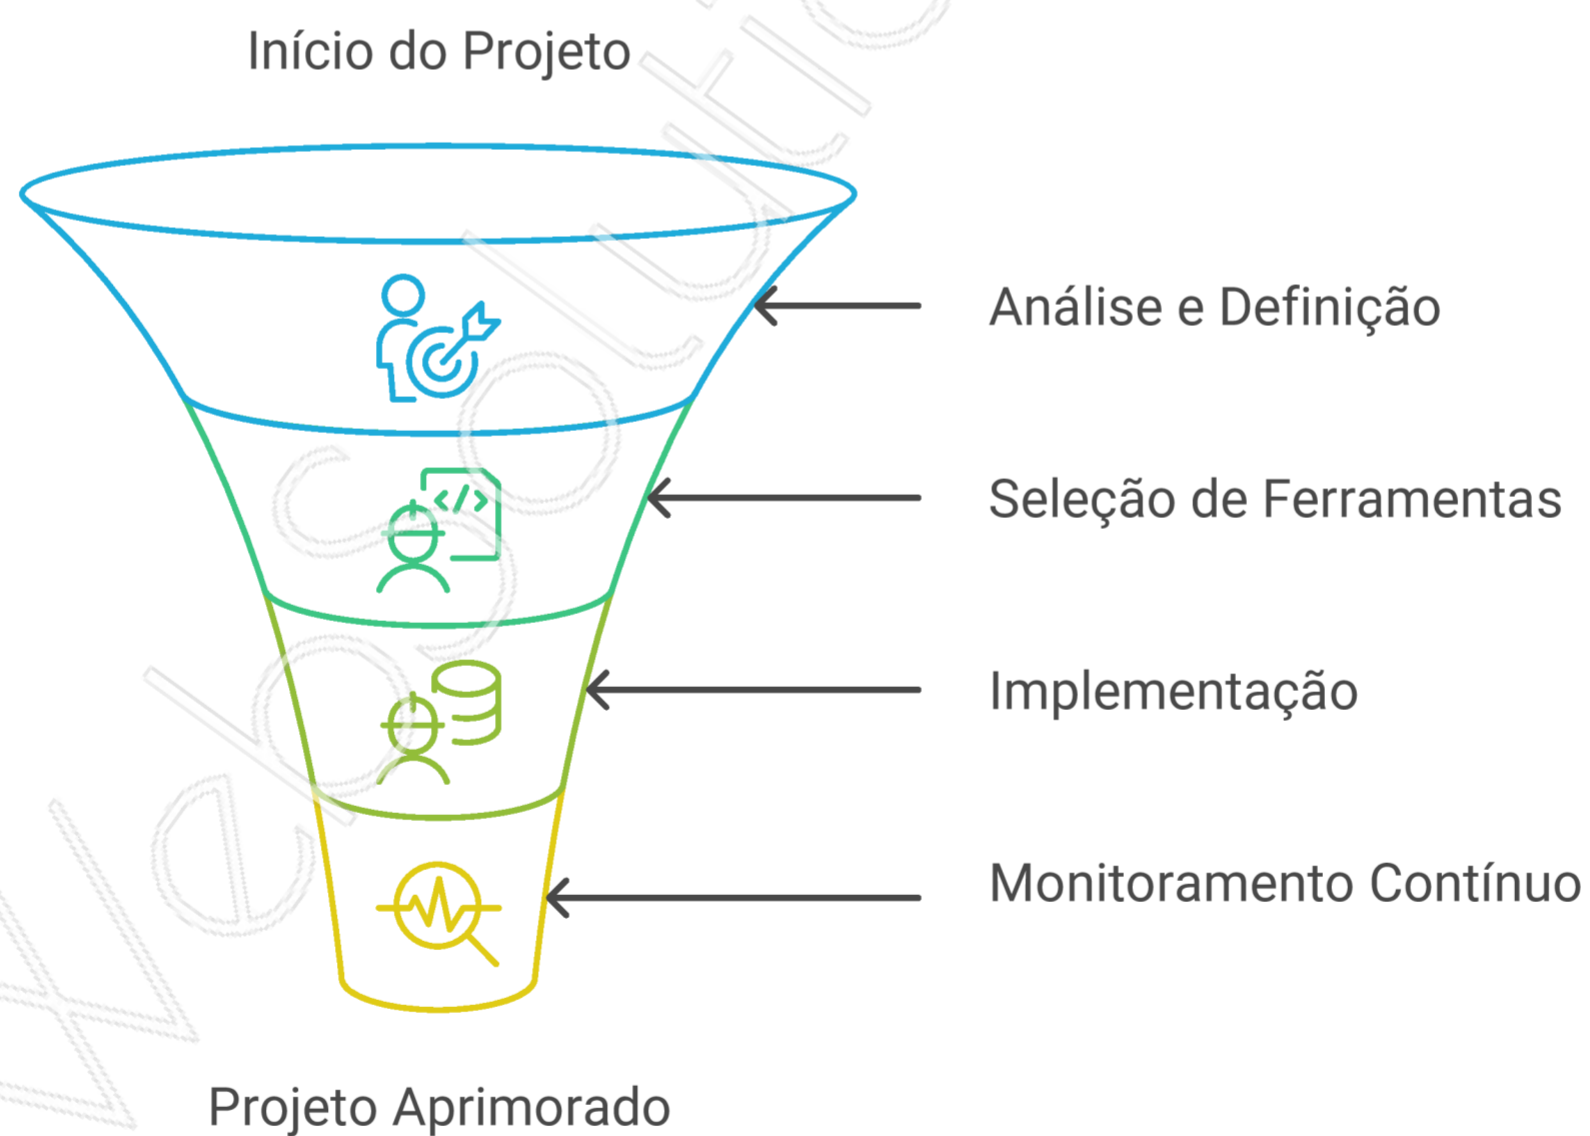 Início do Projeto
Análise e Definição
Seleção de Ferramentas
</>
Implementação
Monitoramento Contínuo
Projeto Aprimorado